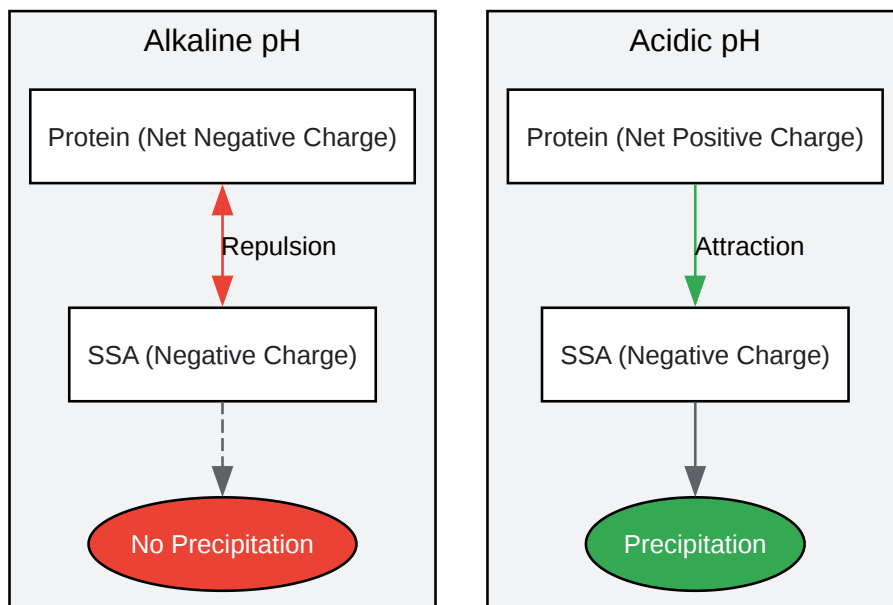 Alkaline pH
Protein (Net Negative Charge)
Repulsion
SSA (Negative Charge)
No Precipitation
Acidic pH
Protein (Net Positive Charge)
Attraction
SSA (Negative Charge)
Precipitation